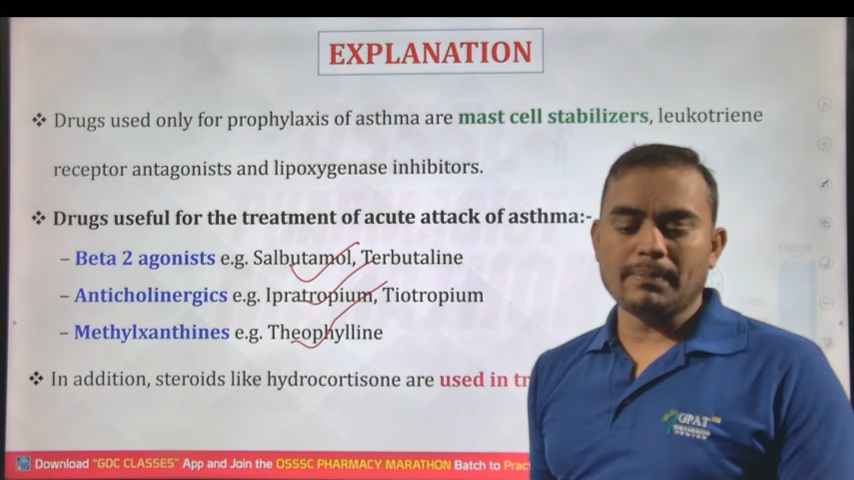 EXPLANATION
❖ Drugs used only for prophylaxis of asthma are mast cell stabilizers, leukotriene
receptor antagonists and lipoxygenase inhibitors.
❖ Drugs useful for the treatment of acute attack of asthma:-
– Beta 2 agonists e.g. Salbutamol, Terbutaline
– Anticholinergics e.g. Ipratropium, Tiotropium
– Methylxanthines e.g. Theophylline
❖ In addition, steroids like hydrocortisone are used in tr
GPAT
Download "GDC CLASSES" App and Join the OSSSC PHARMACY MARATHON Batch to Prac